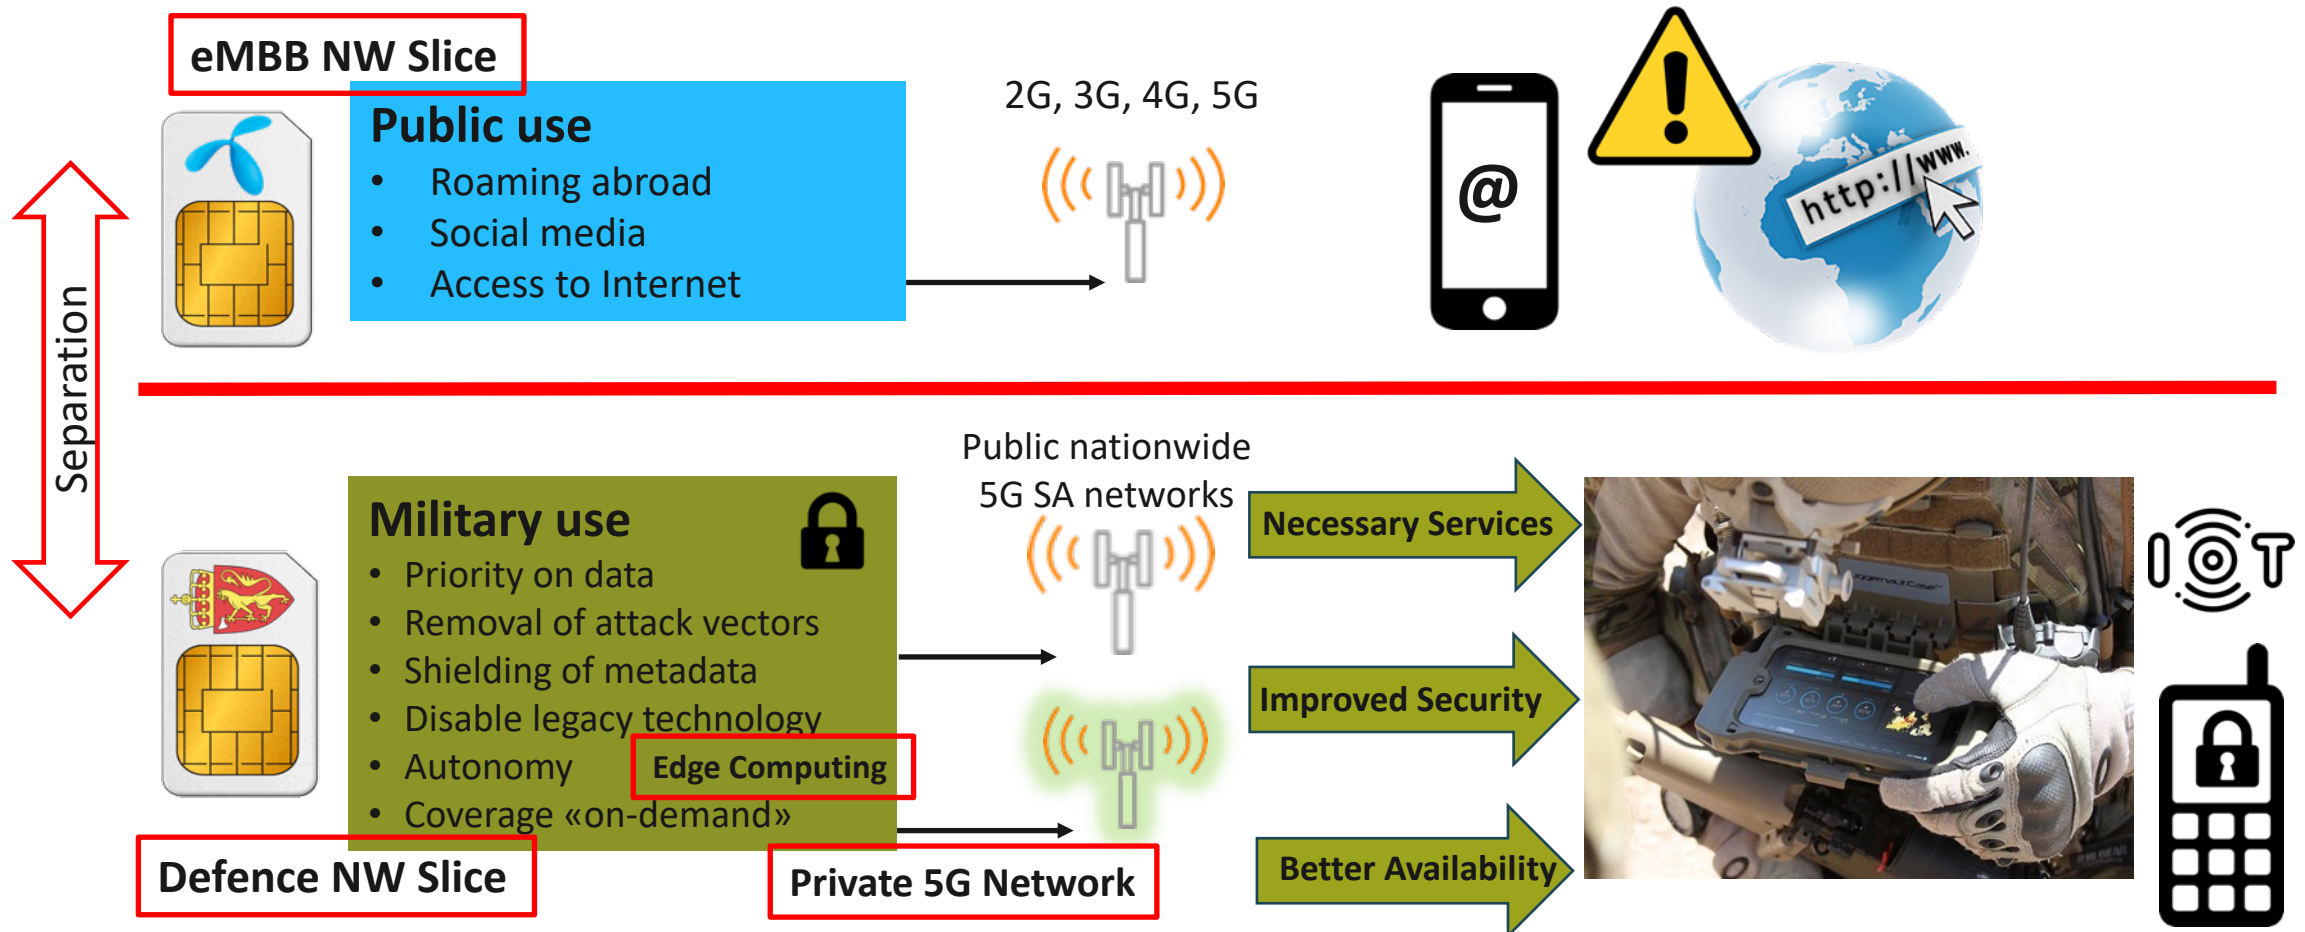 eMBB NW Slice
Public use
• Roaming abroad
• Social media
• Access to Internet
2G, 3G, 4G, 5G
@
http://www.
Separation
Military use
• Priority on data
• Removal of attack vectors
• Shielding of metadata
• Disable legacy technology
• Autonomy
Edge Computing
• Coverage «on-demand»
Defence NW Slice
Public nationwide
5G SA networks
Private 5G Network
Necessary Services
Improved Security
Better Availability
IOT